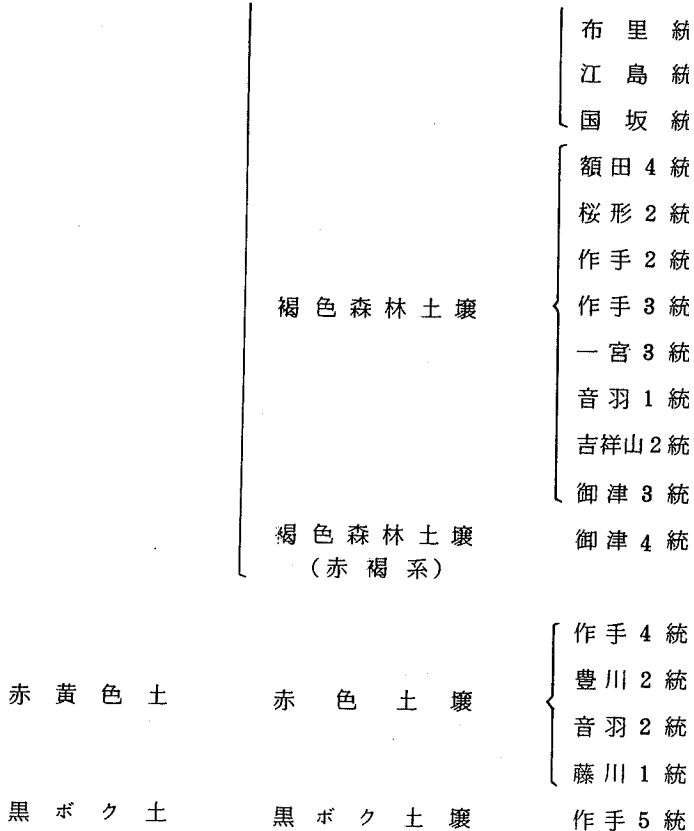 布里統
江島統
国坂統
額田4統
桜形2統
作手2統
褐色森林土壌 作手3統
一宮3統
音羽1統
吉祥山2統
御津3統
褐色森林土壌 御津4統
（赤褐系）
作手4統
赤黄色土 赤色土壌 豊川2統
音羽2統
藤川1統
黒ボク土 黒ボク土壌 作手5統